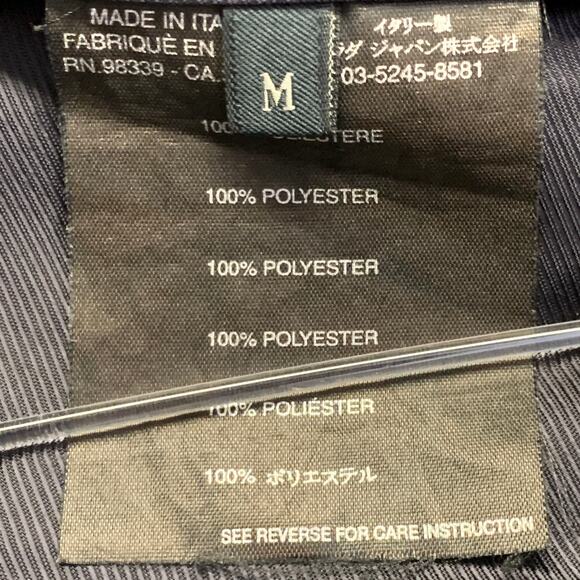 MADE IN ITA
イタリー製
FABRIQUÈ EN
ダ ジャパン株式会社
RN.98339 - CA.
03-5245-8581
M
100% POLIESTERE
100% POLYESTER
100% POLYESTER
100% POLYESTER
100% POLIÉSTER
100% ポリエステル
SEE REVERSE FOR CARE INSTRUCTION